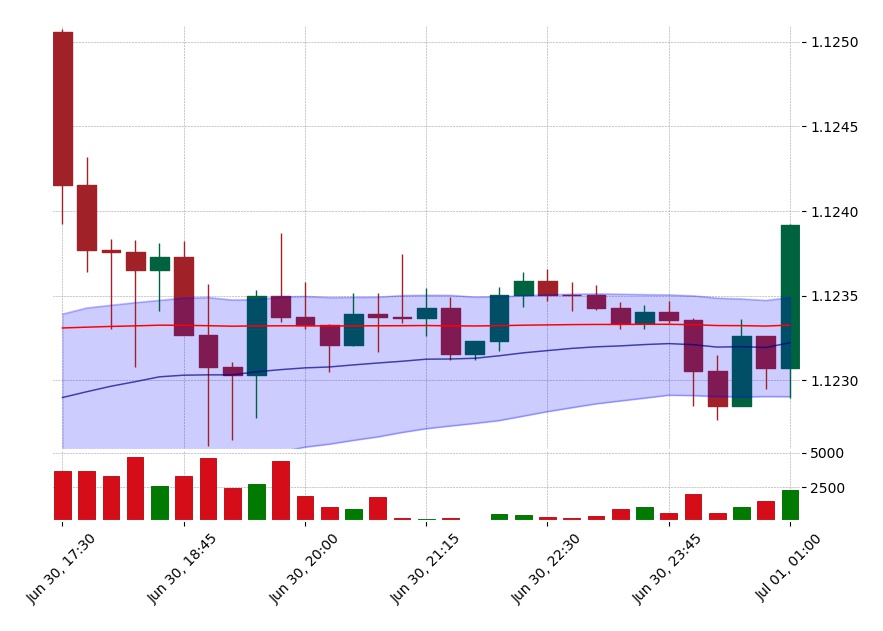 1.1250
1.1245
1.1240
1.1235
1.1230
5000
2500
Jun 30, 17:30
Jun 30, 18:45
Jun 30, 20:00
Jun 30, 21:15
Jun 30, 22:30
Jun 30, 23:45
Jul 01, 01:00